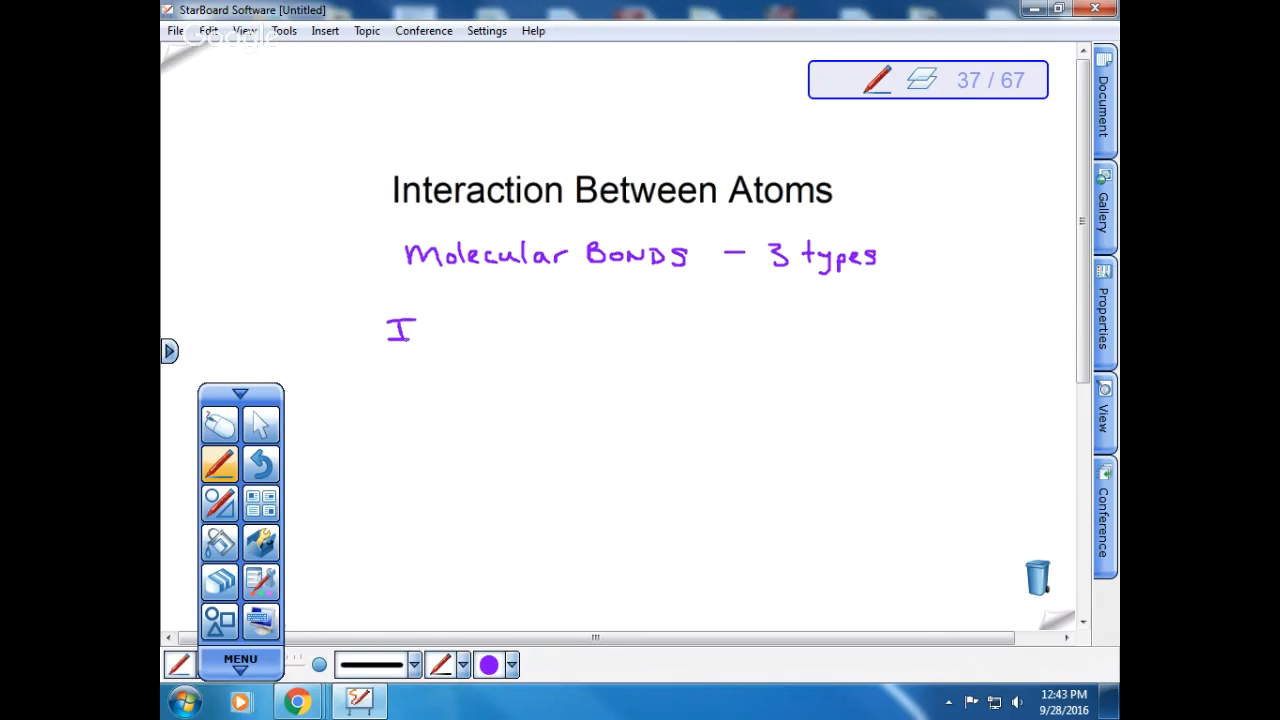 StarBoard Software [Untitled]
File Edit View Tools Insert Topic Conference Settings Help
Google
37 / 67
Interaction Between Atoms
Molecular BONDS - 3 types
I
Document
Gallery
Properties
View
Conference
MENU
12:43 PM
9/28/2016